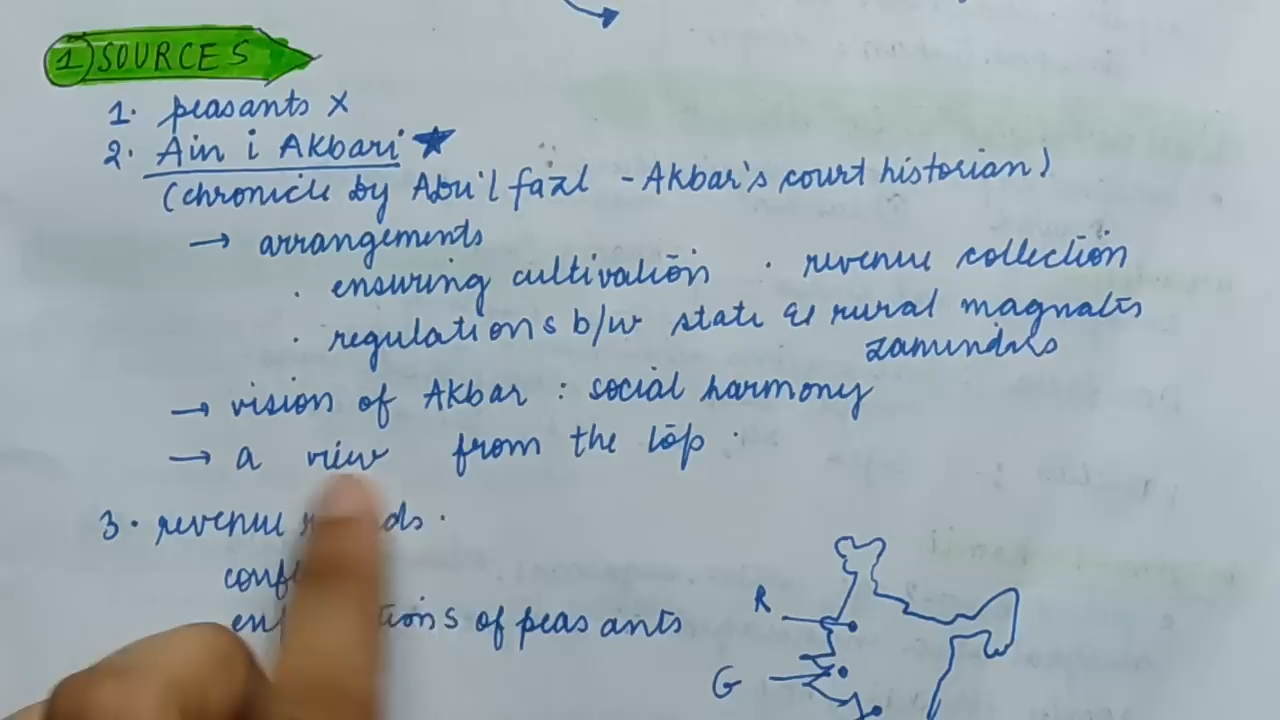 1 SOURCES
1. peasants x
2. Ain i Akbari ★
(chronicle by Abu'l fazl - Akbar's court historian)
→ arrangements
. ensuring cultivation . revenue collection
. regulations b/w state & rural magnates
zamindars
→ vision of Akbar : social harmony
→ a view from the top .
3. revenue
of peasants
R
G